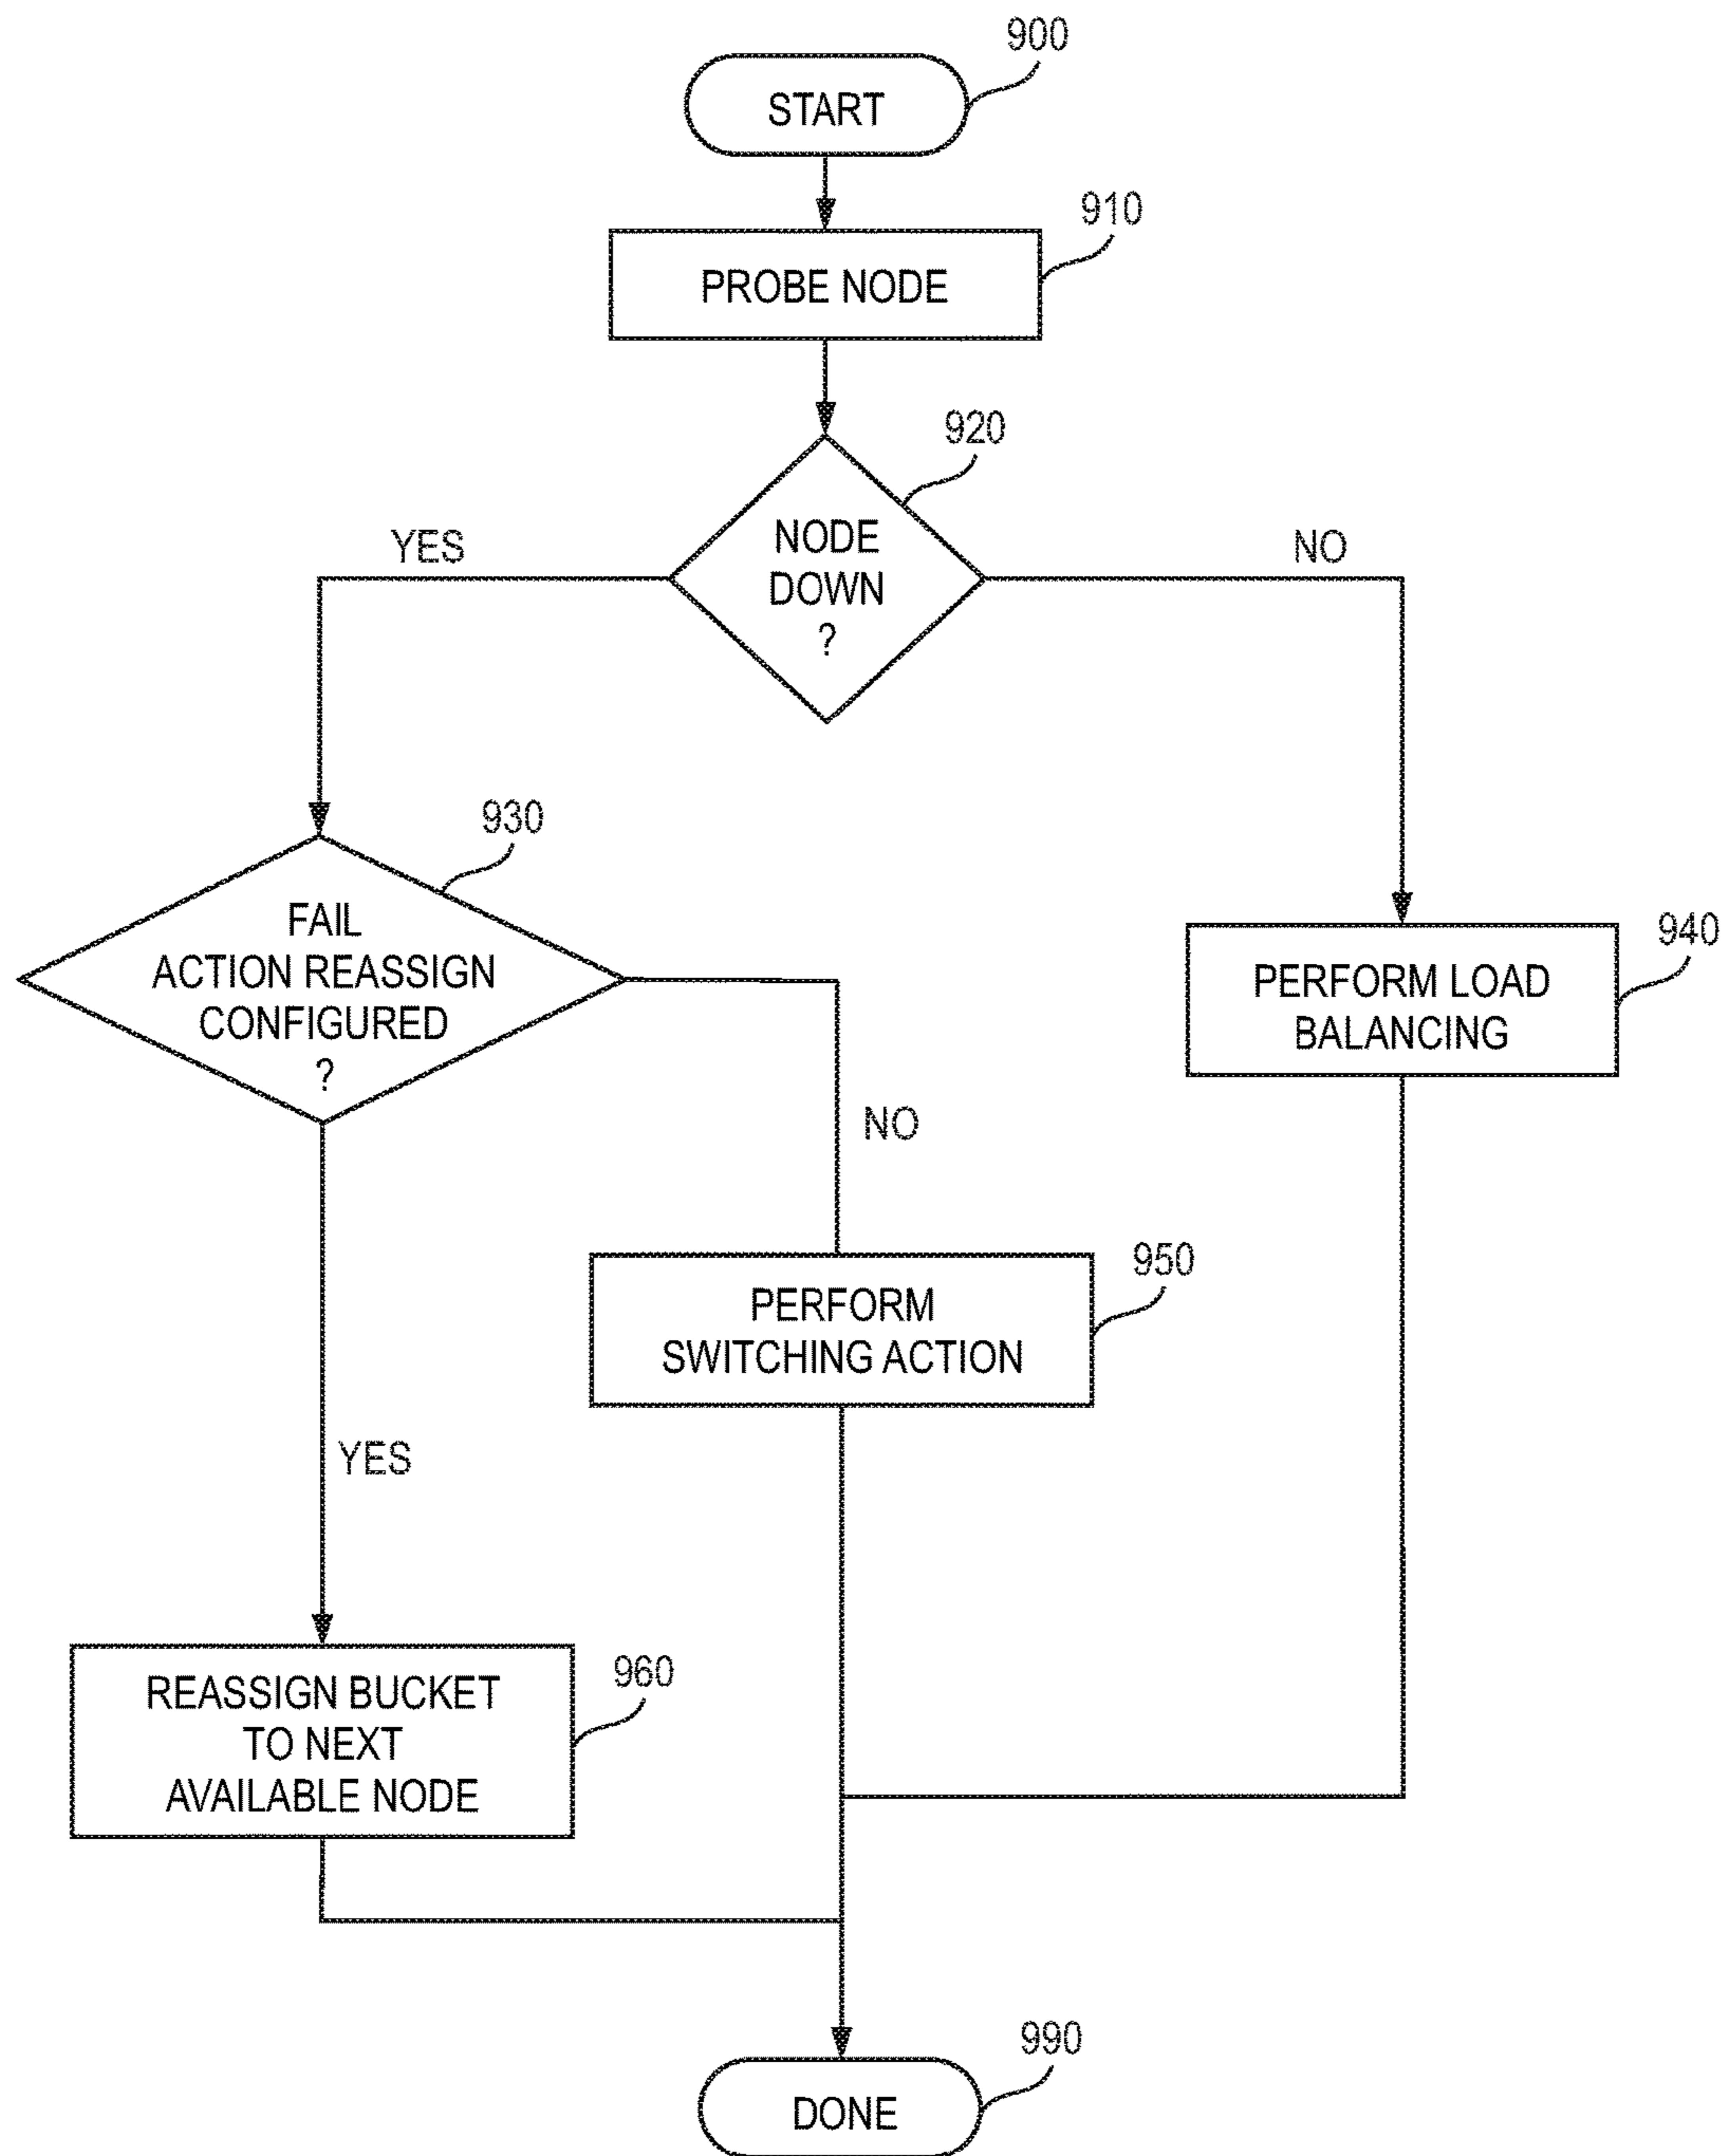 900
START
910
PROBE NODE
920
NODE
DOWN
?
YES
NO
930
FAIL
ACTION REASSIGN
CONFIGURED
?
940
PERFORM LOAD
BALANCING
NO
950
PERFORM
SWITCHING ACTION
YES
960
REASSIGN BUCKET
TO NEXT
AVAILABLE NODE
990
DONE